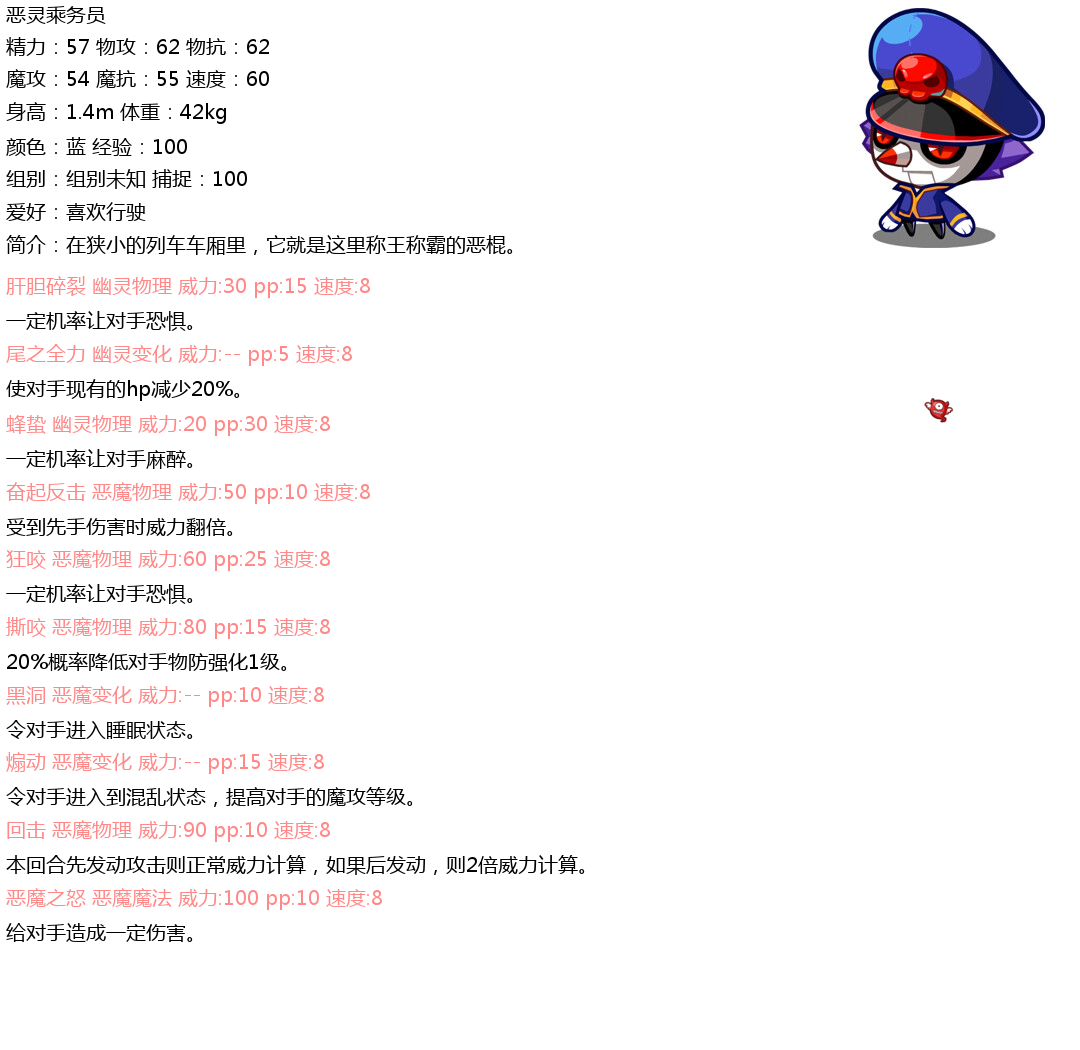 恶灵乘务员
精力：57 物攻：62 物抗：62
魔攻：54 魔抗：55 速度：60
身高：1.4m 体重：42kg
颜色：蓝 经验：100
组别：组别未知 捕捉：100
爱好：喜欢行驶
简介：在狭小的列车车厢里，它就是这里称王称霸的恶棍。
肝胆碎裂 幽灵物理 威力:30 pp:15 速度:8
一定机率让对手恐惧。
尾之全力 幽灵变化 威力:-- pp:5 速度:8
使对手现有的hp减少20%。
蜂蛰 幽灵物理 威力:20 pp:30 速度:8
一定机率让对手麻醉。
奋起反击 恶魔物理 威力:50 pp:10 速度:8
受到先手伤害时威力翻倍。
狂咬 恶魔物理 威力:60 pp:25 速度:8
一定机率让对手恐惧。
撕咬 恶魔物理 威力:80 pp:15 速度:8
20%概率降低对手物防强化1级。
黑洞 恶魔变化 威力:-- pp:10 速度:8
令对手进入睡眠状态。
煽动 恶魔变化 威力:-- pp:15 速度:8
令对手进入到混乱状态，提高对手的魔攻等级。
回击 恶魔物理 威力:90 pp:10 速度:8
本回合先发动攻击则正常威力计算，如果后发动，则2倍威力计算。
恶魔之怒 恶魔魔法 威力:100 pp:10 速度:8
给对手造成一定伤害。